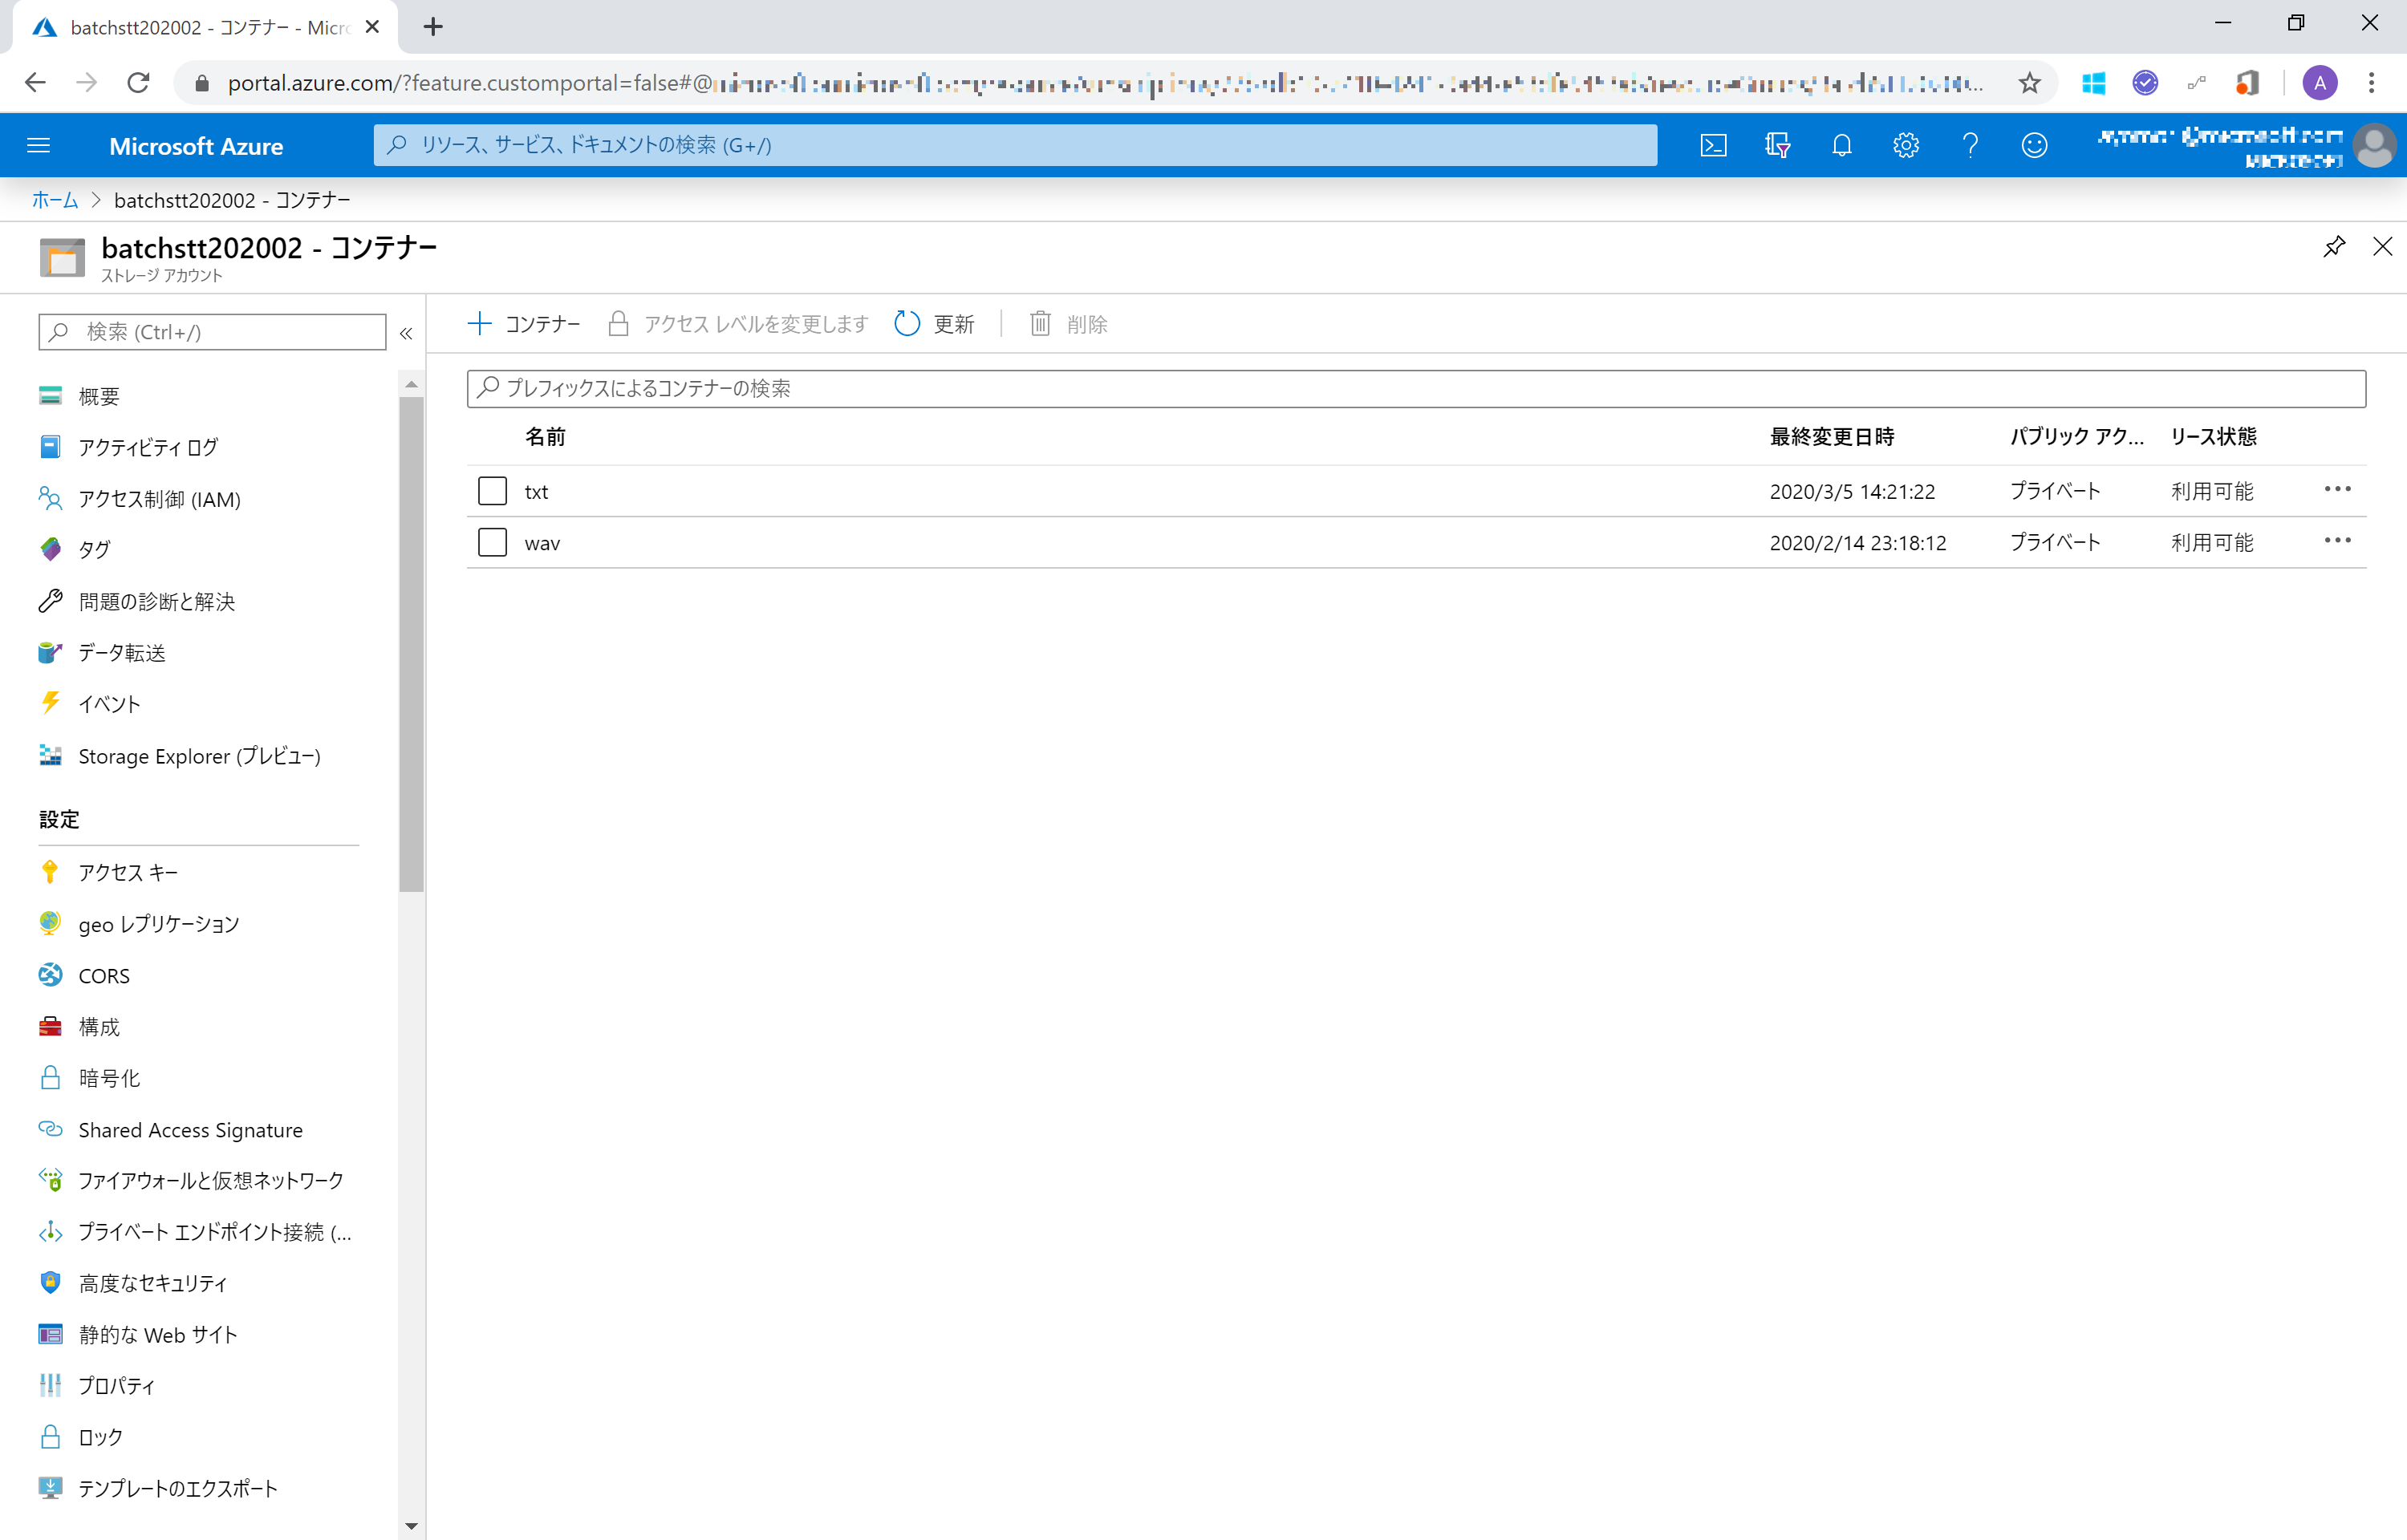 batchstt202002 - コンテナー - Micr
portal.azure.com/?feature.customportal=false#@
Microsoft Azure
リソース、サービス、ドキュメントの検索 (G+/)
ホーム > batchstt202002 - コンテナー
batchstt202002 - コンテナー
ストレージ アカウント
検索 (Ctrl+/)
概要
アクティビティ ログ
アクセス制御 (IAM)
タグ
問題の診断と解決
データ転送
イベント
Storage Explorer (プレビュー)
設定
アクセス キー
geo レプリケーション
CORS
構成
暗号化
Shared Access Signature
ファイアウォールと仮想ネットワーク
プライベート エンドポイント接続 (...
高度なセキュリティ
静的な Web サイト
プロパティ
ロック
テンプレートのエクスポート
コンテナー アクセス レベルを変更します 更新 削除
プレフィックスによるコンテナーの検索
名前 最終変更日時 パブリック アク... リース状態
txt 2020/3/5 14:21:22 プライベート 利用可能
wav 2020/2/14 23:18:12 プライベート 利用可能
A